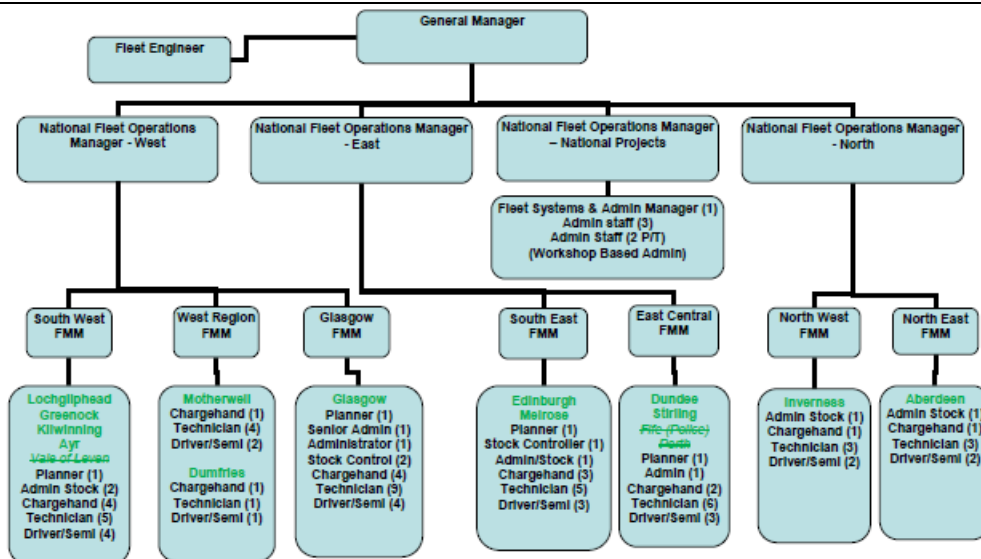 General Manager
Fleet Engineer
National Fleet Operations
Manager - West
National Fleet Operations Manager
- East
National Fleet Operations Manager
– National Projects
National Fleet Operations Manager
- North
Fleet Systems & Admin Manager (1)
Admin staff (3)
Admin Staff (2 P/T)
(Workshop Based Admin)
South West
FMM
West Region
FMM
Glasgow
FMM
South East
FMM
East Central
FMM
North West
FMM
North East
FMM
Lochgilphead
Greenock
Kilwinning
Ayr
Vale of Leven
Planner (1)
Admin Stock (2)
Chargehand (4)
Technician (5)
Driver/Semi (4)
Motherwell
Chargehand (1)
Technician (4)
Driver/Semi (2)
Dumfries
Chargehand (1)
Technician (1)
Driver/Semi (1)
Glasgow
Planner (1)
Senior Admin (1)
Administrator (1)
Stock Control (2)
Chargehand (4)
Technician (9)
Driver/Semi (4)
Edinburgh
Melrose
Planner (1)
Stock Controller (1)
Admin/Stock (1)
Chargehand (3)
Technician (5)
Driver/Semi (3)
Dundee
Stirling
Fife (Police)
Perth
Planner (1)
Admin (1)
Chargehand (2)
Technician (6)
Driver/Semi (3)
Inverness
Admin Stock (1)
Chargehand (1)
Technician (3)
Driver/Semi (2)
Aberdeen
Admin Stock (1)
Chargehand (1)
Technician (3)
Driver/Semi (2)